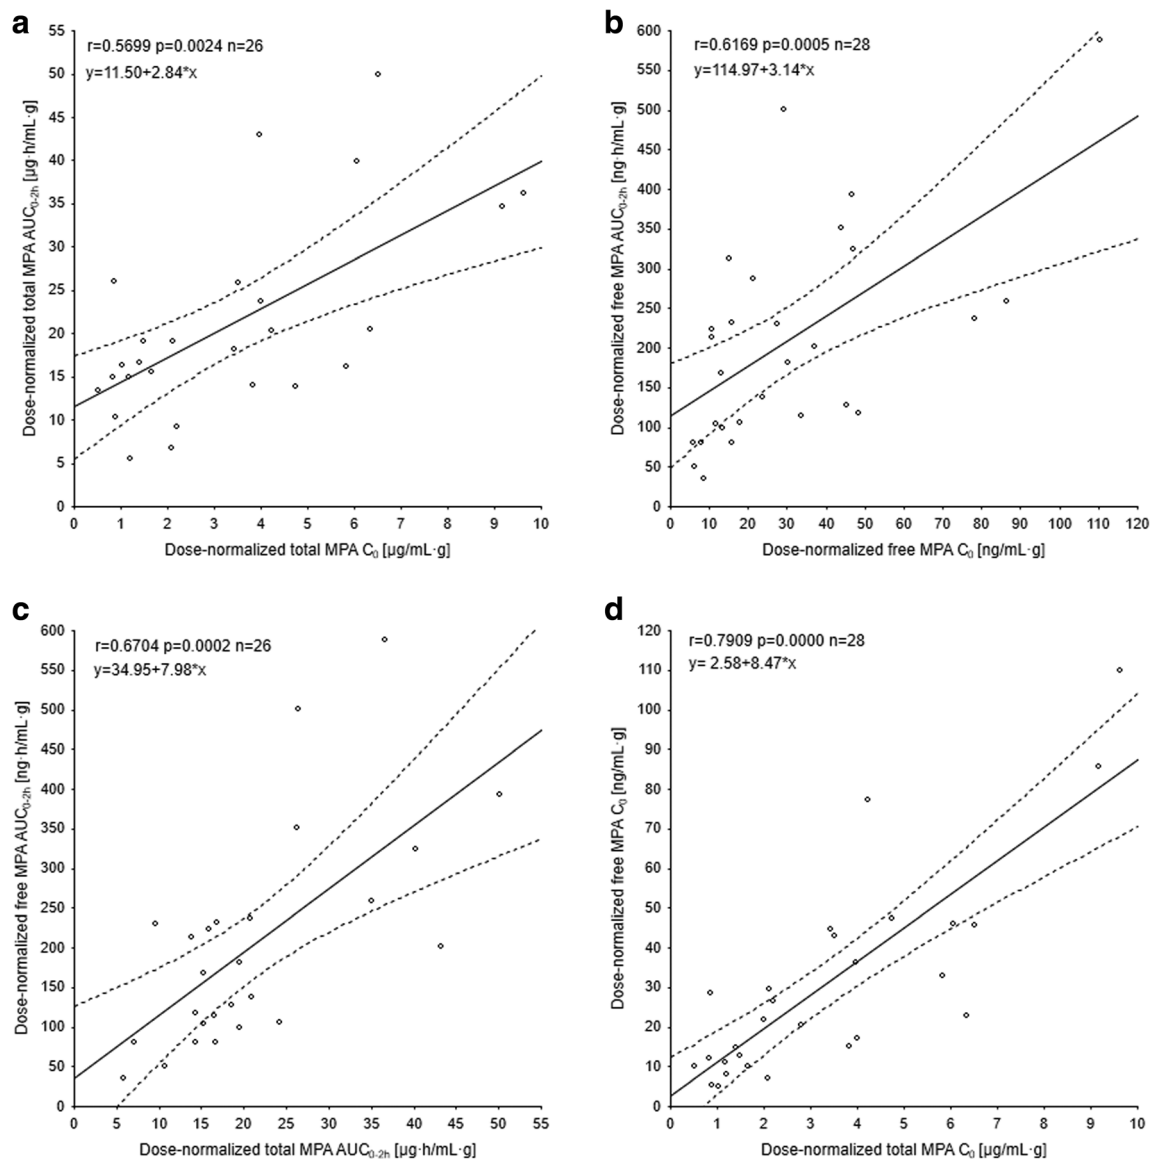 a
r=0.5699 p=0.0024 n=26
y=11.50+2.84*x
Dose-normalized total MPA AUC0-2h [µg·h/mL·g]
55
50
45
40
35
30
25
20
15
10
5
0
0 1 2 3 4 5 6 7 8 9 10
Dose-normalized total MPA C0 [µg/mL·g]
b
r=0.6169 p=0.0005 n=28
y=114.97+3.14*x
Dose-normalized free MPA AUC0-2h [ng·h/mL·g]
600
550
500
450
400
350
300
250
200
150
100
50
0
0 10 20 30 40 50 60 70 80 90 100 110 120
Dose-normalized free MPA C0 [ng/mL·g]
c
r=0.6704 p=0.0002 n=26
y=34.95+7.98*x
Dose-normalized free MPA AUC0-2h [ng·h/mL·g]
600
550
500
450
400
350
300
250
200
150
100
50
0
0 5 10 15 20 25 30 35 40 45 50 55
Dose-normalized total MPA AUC0-2h [µg·h/mL·g]
d
r=0.7909 p=0.0000 n=28
y= 2.58+8.47*x
Dose-normalized free MPA C0 [ng/mL·g]
120
110
100
90
80
70
60
50
40
30
20
10
0
0 1 2 3 4 5 6 7 8 9 10
Dose-normalized total MPA C0 [µg/mL·g]